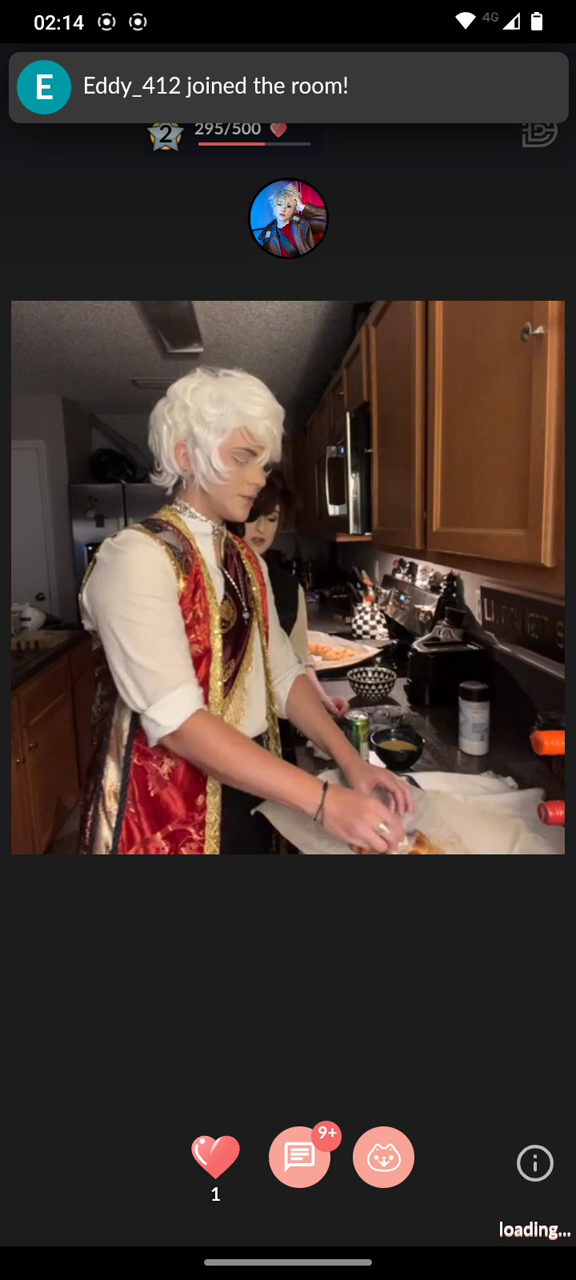 02:14
4G
E
Eddy_412 joined the room!
2
295/500
9+
1
loading...